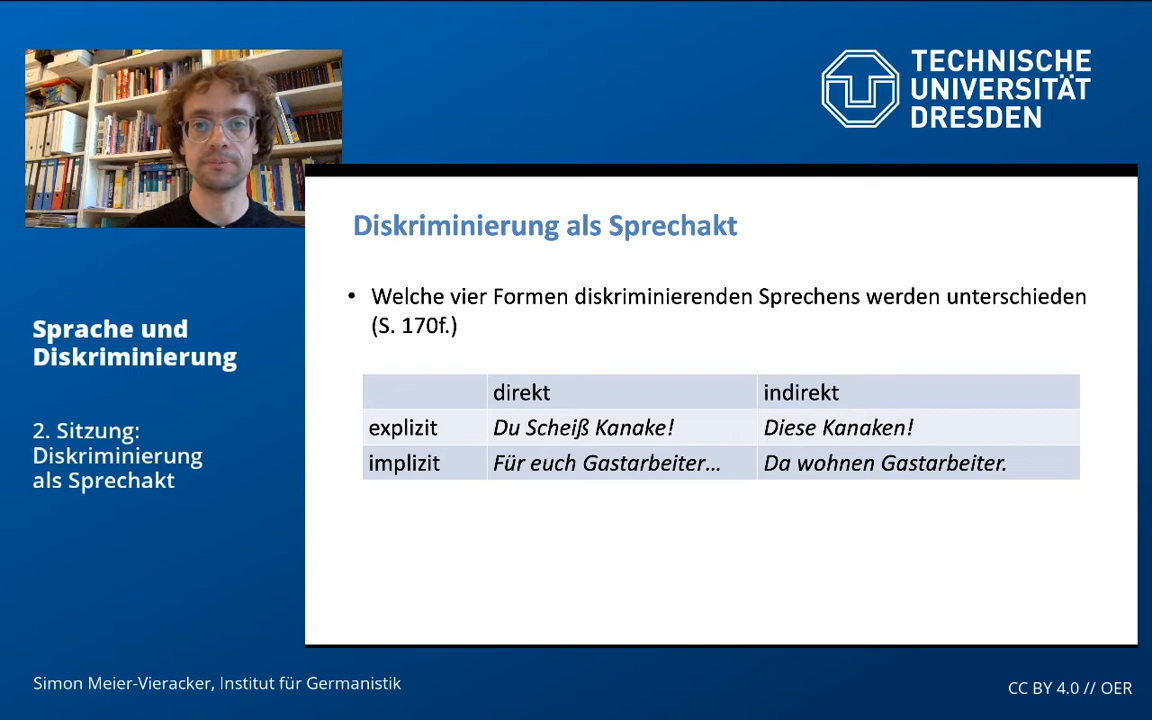 TECHNISCHE
UNIVERSITÄT
DRESDEN
Diskriminierung als Sprechakt
• Welche vier Formen diskriminierenden Sprechens werden unterschieden
(S. 170f.)
direkt indirekt
explizit Du Scheiß Kanake! Diese Kanaken!
implizit Für euch Gastarbeiter... Da wohnen Gastarbeiter.
Sprache und
Diskriminierung
2. Sitzung:
Diskriminierung
als Sprechakt
Simon Meier-Vieracker, Institut für Germanistik
CC BY 4.0 // OER